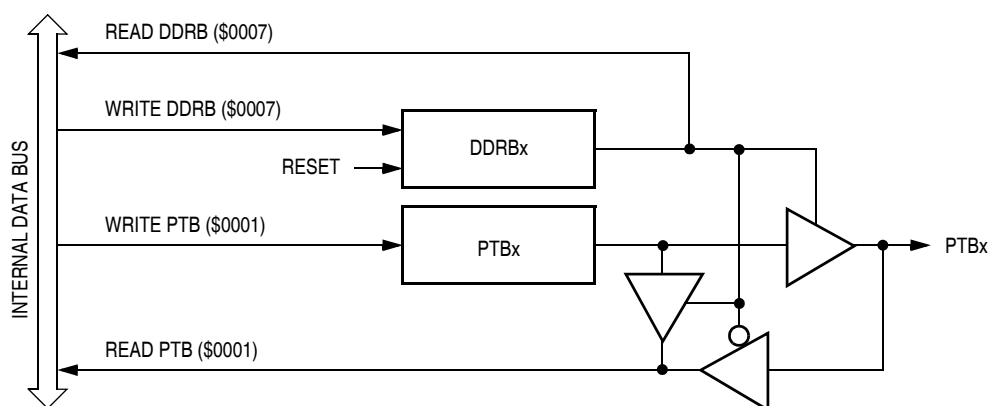 READ DDRB ($0007)
WRITE DDRB ($0007)
DDRBx
RESET
INTERNAL DATA BUS
WRITE PTB ($0001)
PTBx
PTBx
READ PTB ($0001)